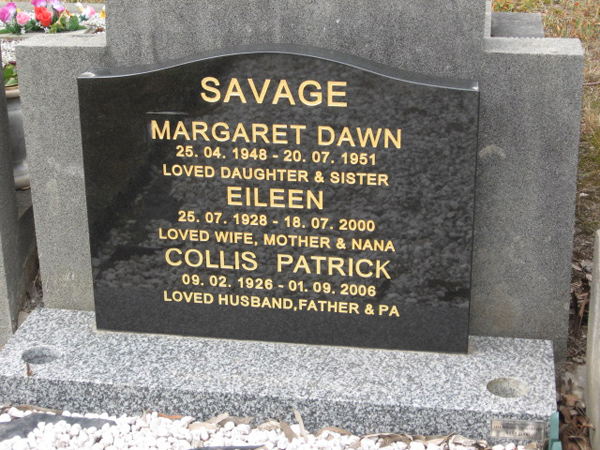 SAVAGE
MARGARET DAWN
25. 04. 1948 - 20. 07. 1951
LOVED DAUGHTER & SISTER
EILEEN
25. 07. 1928 - 18. 07. 2000
LOVED WIFE, MOTHER & NANA
COLLIS PATRICK
09. 02. 1926 - 01. 09. 2006
LOVED HUSBAND, FATHER & PA